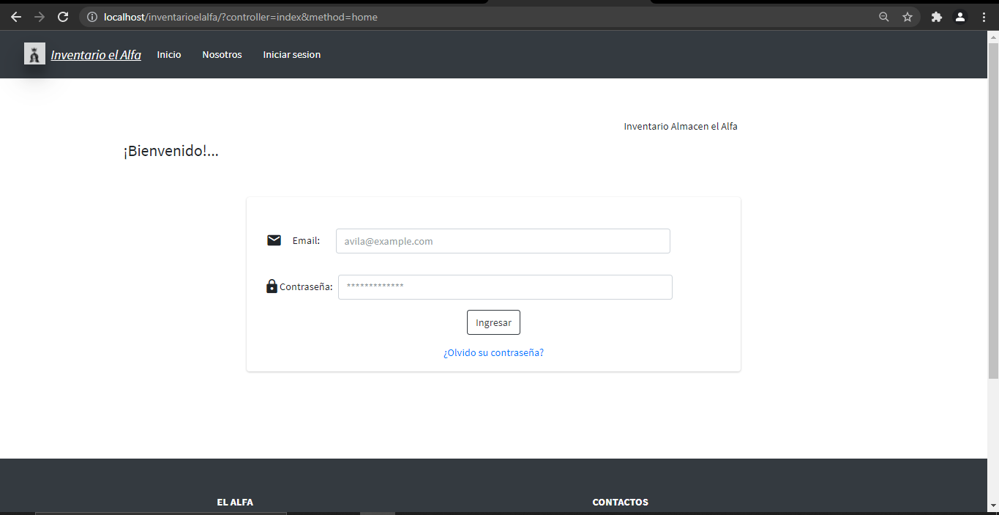 localhost/inventarioelalfa/?controller=index&method=home
Inventario el Alfa Inicio Nosotros Iniciar sesion
Inventario Almacen el Alfa
¡Bienvenido!...
Email: avila@example.com
Contraseña: *************
Ingresar
¿Olvido su contraseña?
EL ALFA CONTACTOS